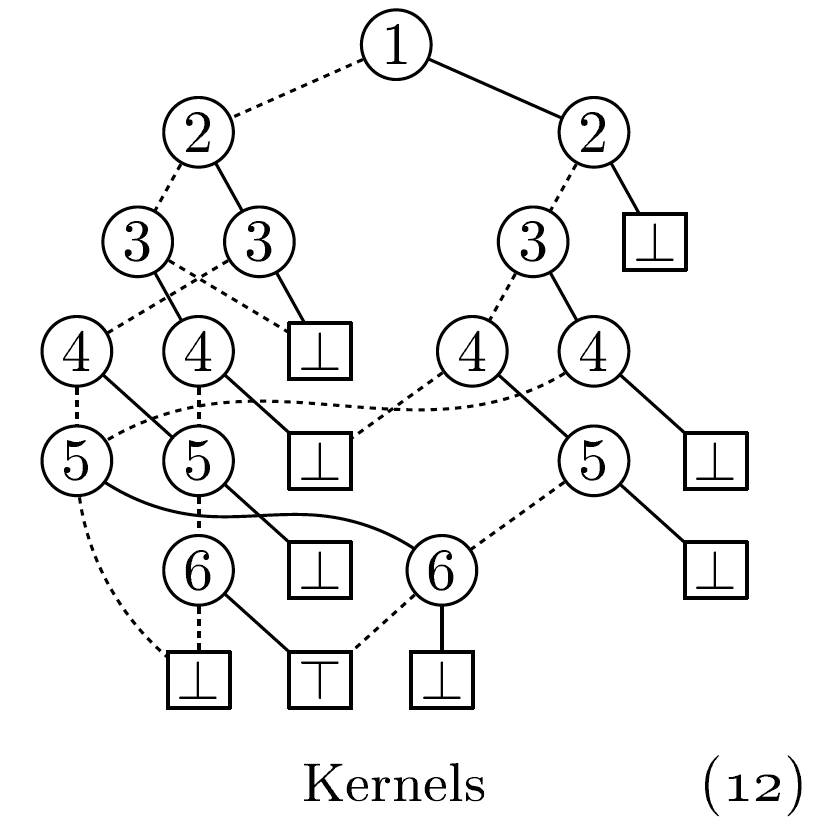 1
2 2
3 3 3 ⊥
4 4 ⊥ 4 4
5 5 ⊥ 5 ⊥
6 ⊥ 6 ⊥
⊥ ⊤ ⊥
Kernels (12)